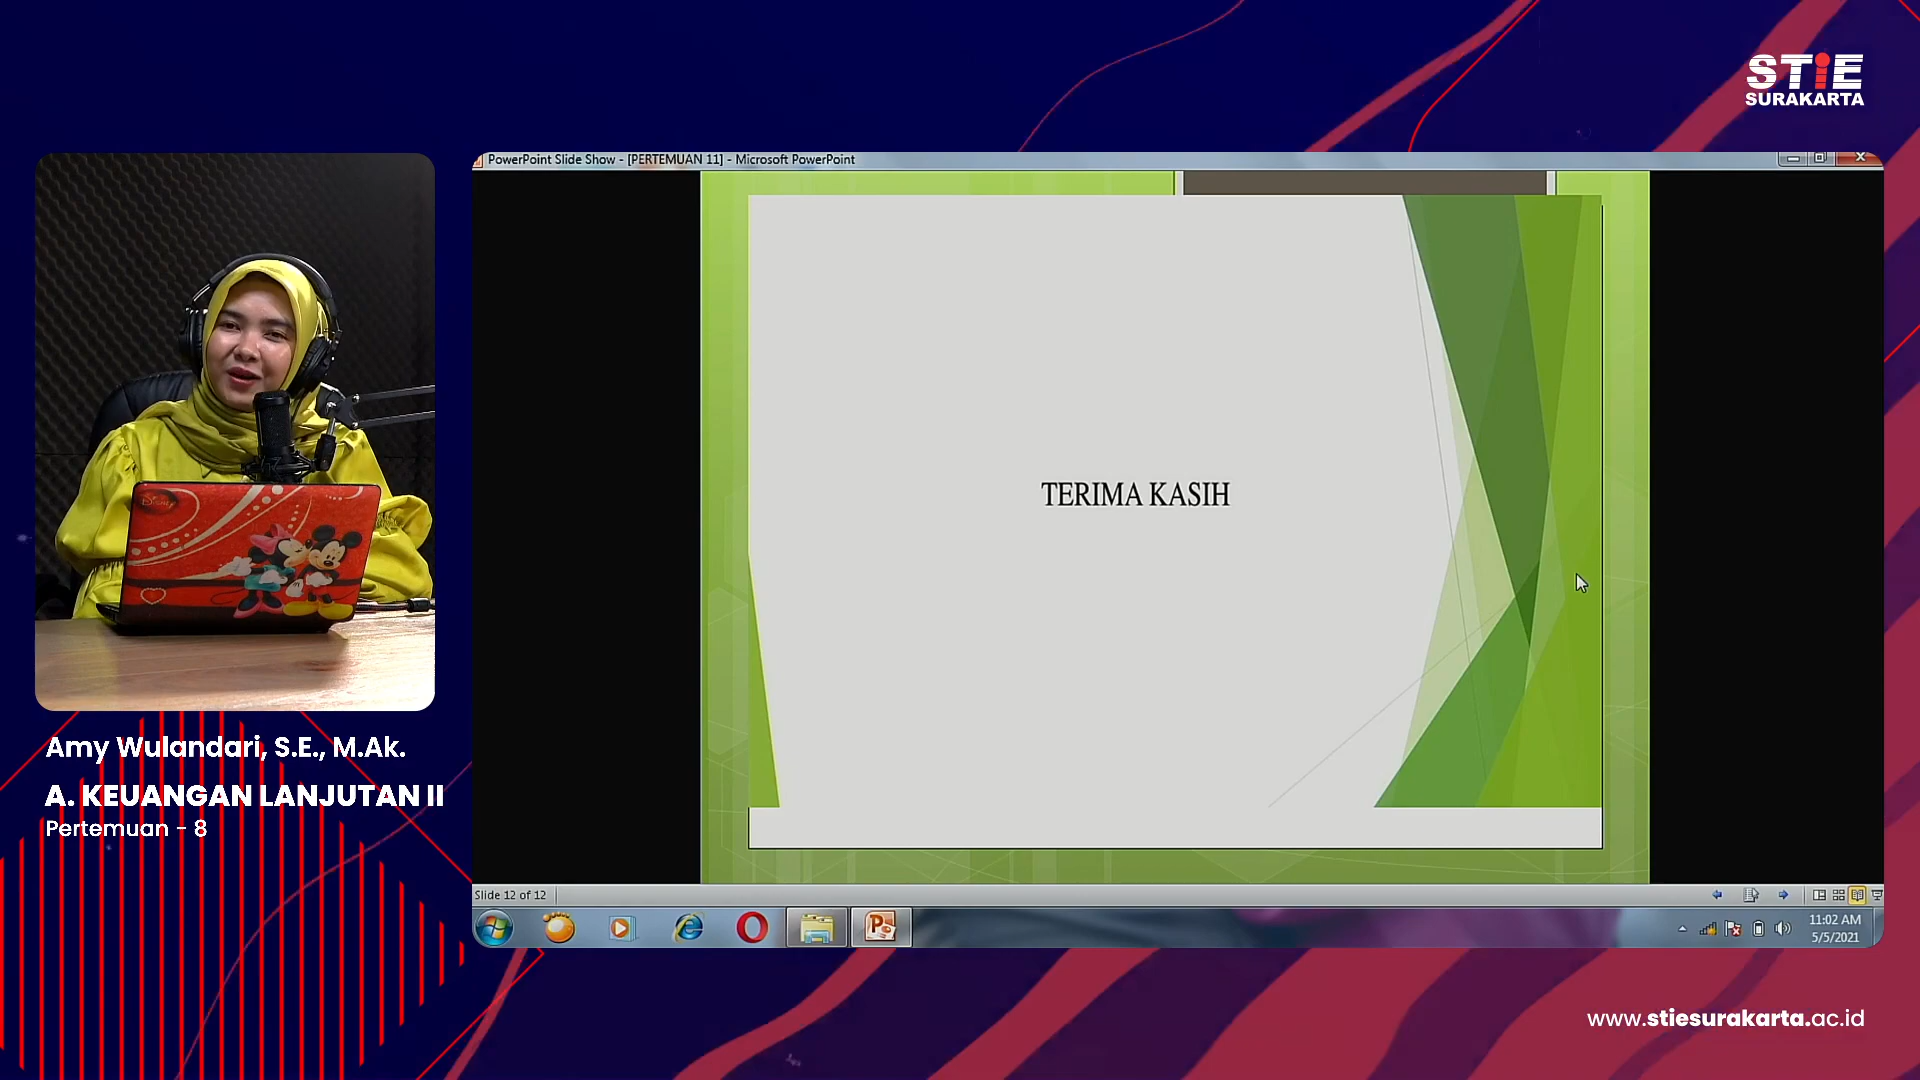 STiE
SURAKARTA
PowerPoint Slide Show - [PERTEMUAN 11] - Microsoft PowerPoint
Disney
TERIMA KASIH
Amy Wulandari, S.E., M.Ak.
A. KEUANGAN LANJUTAN II
Pertemuan - 8
Slide 12 of 12
11:02 AM
5/5/2021
www.stiesurakarta.ac.id